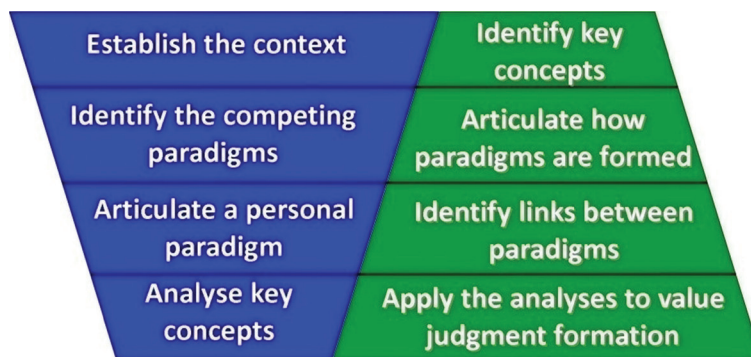 Establish the context
Identify the competing
paradigms
Articulate a personal
paradigm
Analyse key
concepts
Identify key
concepts
Articulate how
paradigms are formed
Identify links between
paradigms
Apply the analyses to value
judgment formation